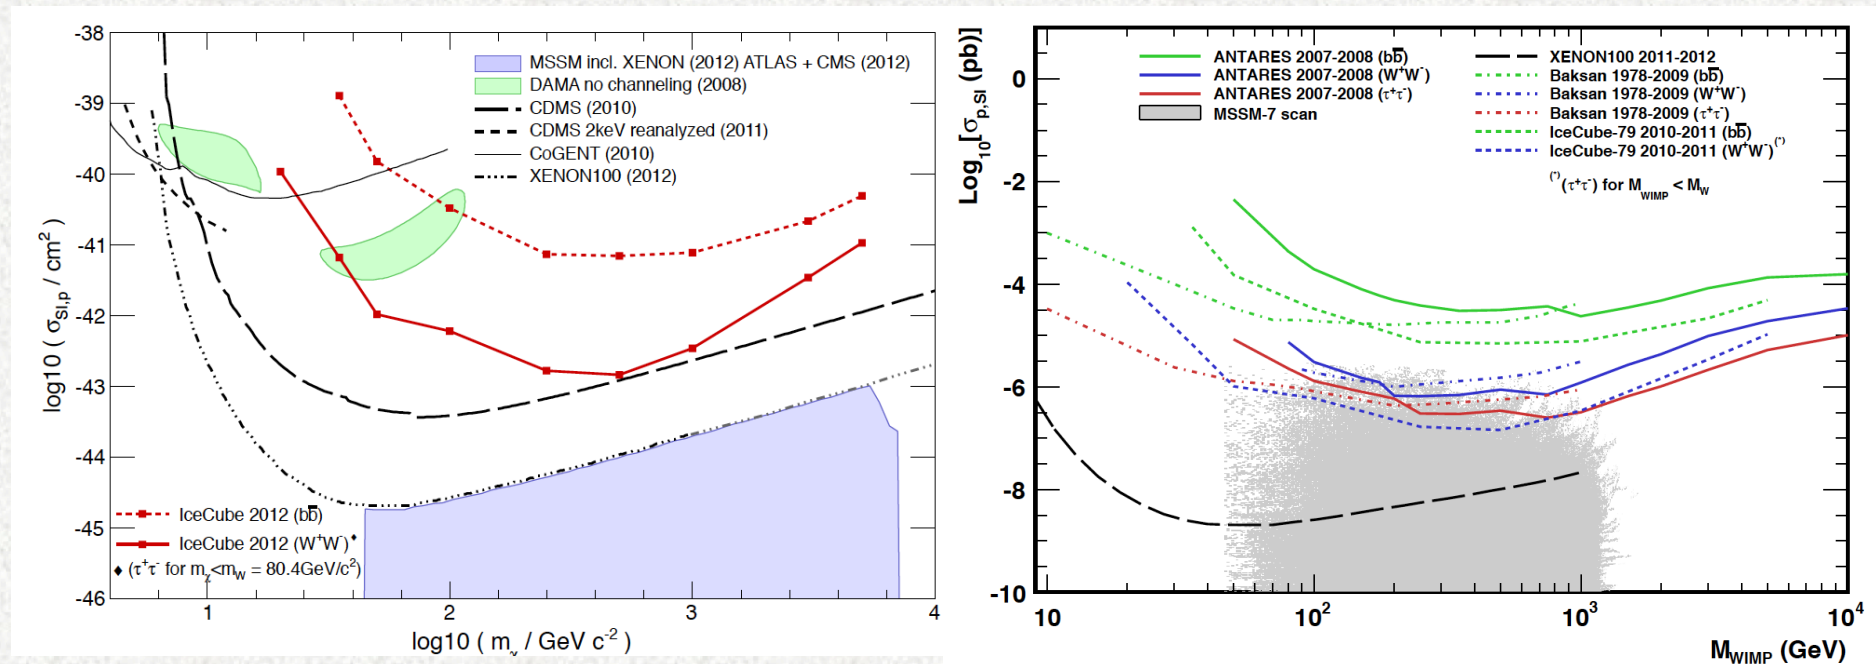 -38
-39
-40
-41
-42
-43
-44
-45
-46
log10 ( σSI,p / cm²)
MSSM incl. XENON (2012) ATLAS + CMS (2012)
DAMA no channeling (2008)
CDMS (2010)
CDMS 2keV reanalyzed (2011)
CoGENT (2010)
XENON100 (2012)
IceCube 2012 (bb̅)
IceCube 2012 (W⁺W⁻)♦
♦ (τ⁺τ⁻ for mχ<mW = 80.4GeV/c²)
1 2 3 4
log10 ( mχ / GeV c⁻² )
Log10[σp,SI (pb)]
0
-2
-4
-6
-8
-10
ANTARES 2007-2008 (bb̅)
ANTARES 2007-2008 (W⁺W⁻)
ANTARES 2007-2008 (τ⁺τ⁻)
MSSM-7 scan
XENON100 2011-2012
Baksan 1978-2009 (bb̅)
Baksan 1978-2009 (W⁺W⁻)
Baksan 1978-2009 (τ⁺τ⁻)
IceCube-79 2010-2011 (bb̅)
IceCube-79 2010-2011 (W⁺W⁻)(*)
(*)(τ⁺τ⁻) for MWIMP < MW
10 10² 10³ 10⁴
MWIMP (GeV)